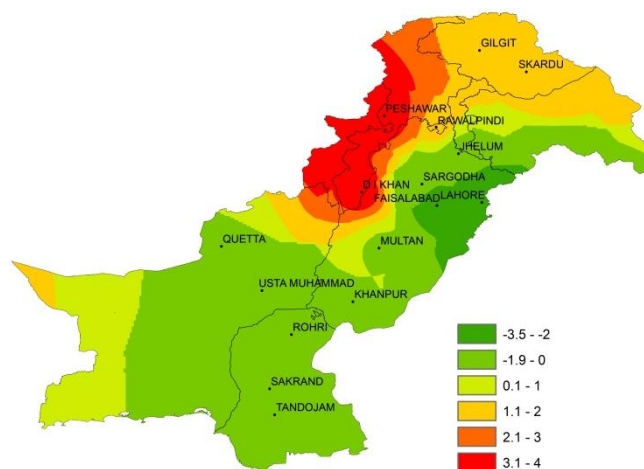 GILGIT
SKARDU
PESHAWAR
RAWALPINDI
JHELUM
D.I KHAN
SARGODHA
FAISALABAD
LAHORE
QUETTA
MULTAN
USTA MUHAMMAD
KHANPUR
ROHRI
SAKRAND
TANDOJAM
-3.5 - -2
-1.9 - 0
0.1 - 1
1.1 - 2
2.1 - 3
3.1 - 4